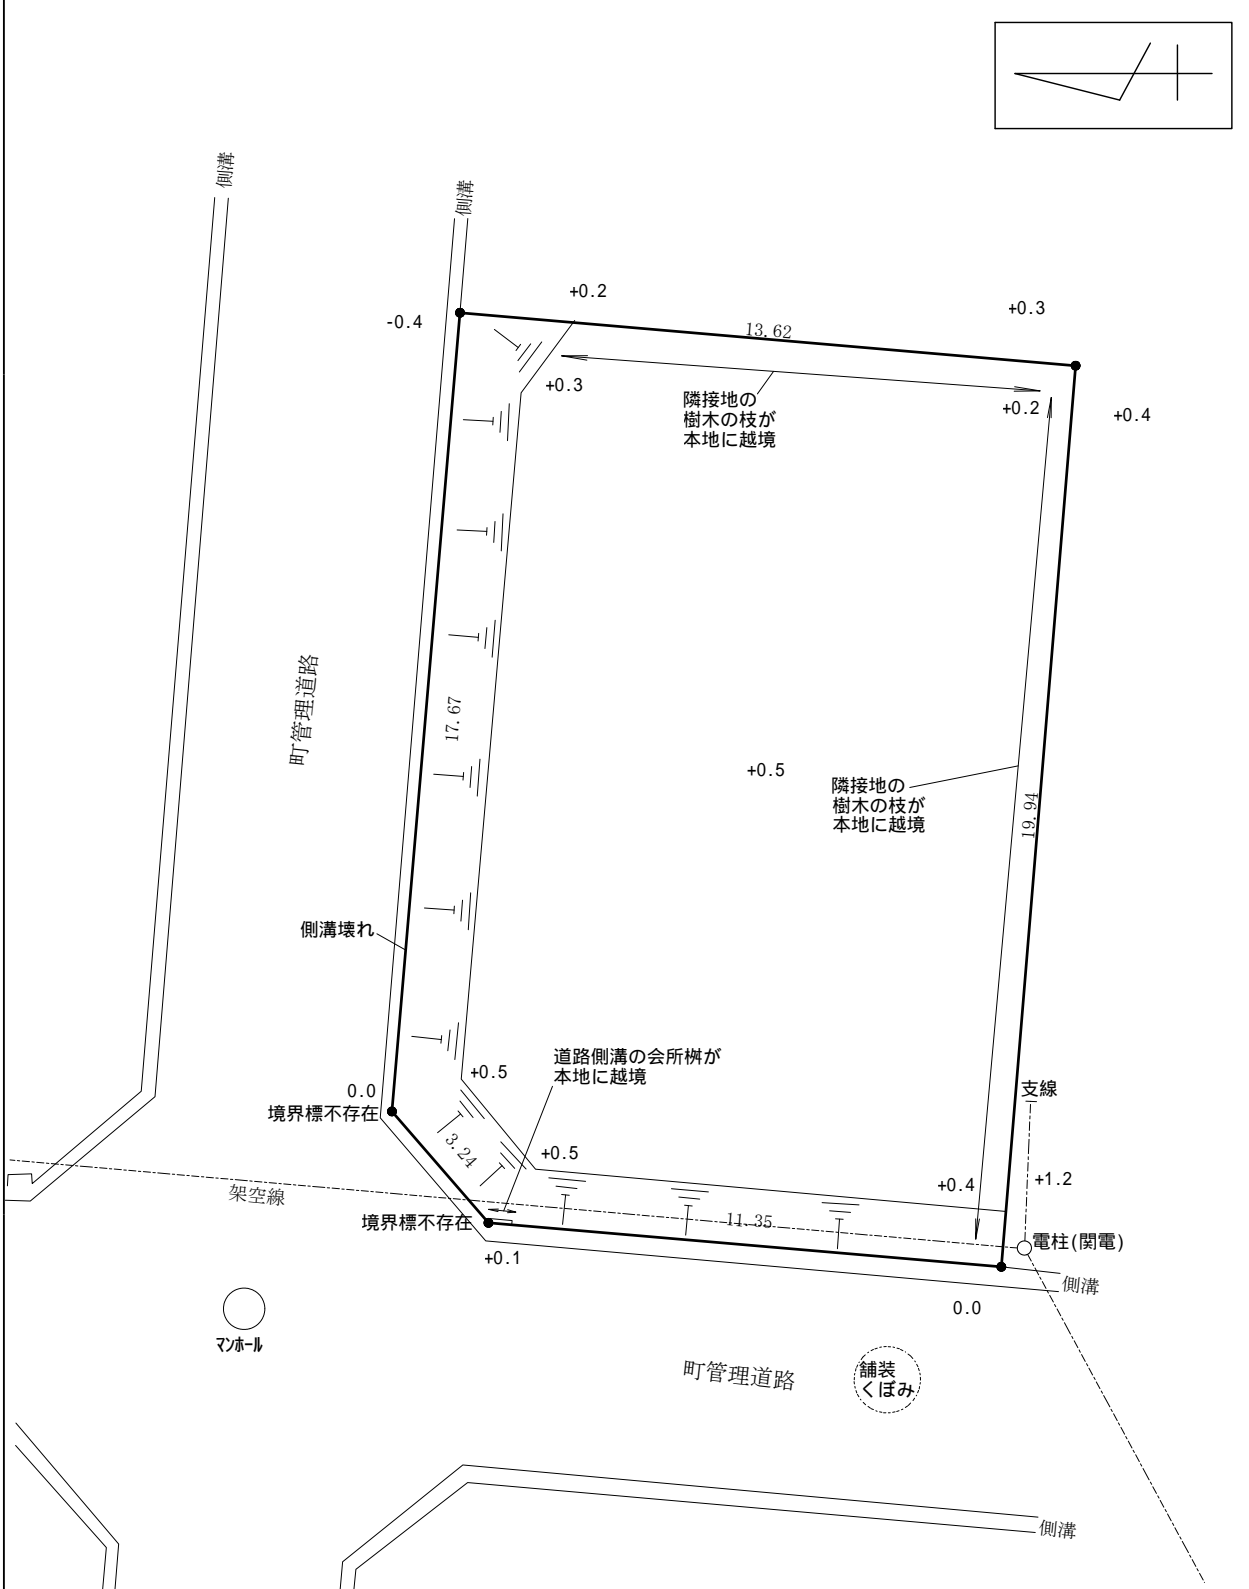 側溝
側溝
+0.2
+0.3
-0.4
13.62
+0.3
隣接地の
樹木の枝が
本地に越境
+0.2
+0.4
町管理道路
17.67
+0.5
隣接地の
樹木の枝が
本地に越境
19.94
側溝壊れ
道路側溝の会所桝が
本地に越境
+0.5
0.0
境界標不存在
支線
3.24
+0.5
+0.4
+1.2
架空線
境界標不存在
11.35
電柱(関電)
+0.1
側溝
0.0
マンホール
町管理道路
舗装
くぼみ
側溝